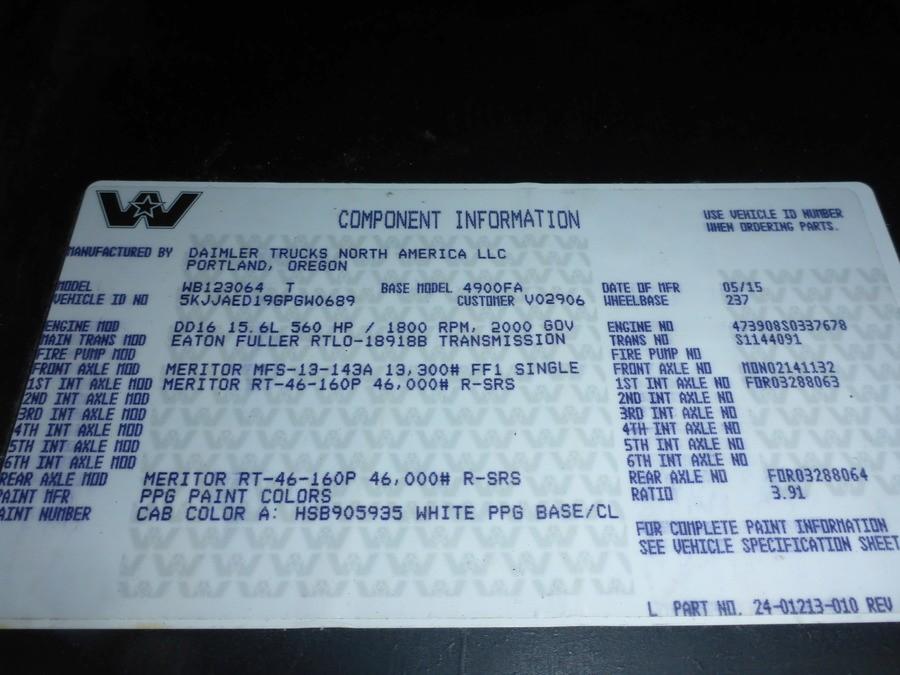 COMPONENT INFORMATION
USE VEHICLE ID NUMBER
WHEN ORDERING PARTS.
MANUFACTURED BY DAIMLER TRUCKS NORTH AMERICA LLC
PORTLAND, OREGON
MODEL WB123064 T BASE MODEL 4900FA DATE OF MFR 05/15
VEHICLE ID NO 5KJJAED19GPGW0689 CUSTOMER V02906 WHEELBASE 237
ENGINE MOD DD16 15.6L 560 HP / 1800 RPM, 2000 GOV ENGINE NO 473908S0337678
MAIN TRANS MOD EATON FULLER RTLO-18918B TRANSMISSION TRANS NO S1144091
FIRE PUMP MOD FIRE PUMP NO
FRONT AXLE MOD MERITOR MFS-13-143A 13,300# FF1 SINGLE FRONT AXLE NO MON02141132
1ST INT AXLE MOD MERITOR RT-46-160P 46,000# R-SRS 1ST INT AXLE NO FOR03288063
2ND INT AXLE MOD 2ND INT AXLE NO
3RD INT AXLE MOD 3RD INT AXLE NO
4TH INT AXLE MOD 4TH INT AXLE NO
5TH INT AXLE MOD 5TH INT AXLE NO
6TH INT AXLE MOD 6TH INT AXLE NO
REAR AXLE MOD MERITOR RT-46-160P 46,000# R-SRS REAR AXLE NO FOR03288064
PAINT MFR PPG PAINT COLORS RATIO 3.91
AINT NUMBER CAB COLOR A: HSB905935 WHITE PPG BASE/CL
FOR COMPLETE PAINT INFORMATION
SEE VEHICLE SPECIFICATION SHEET
L PART NO. 24-01213-010 REV